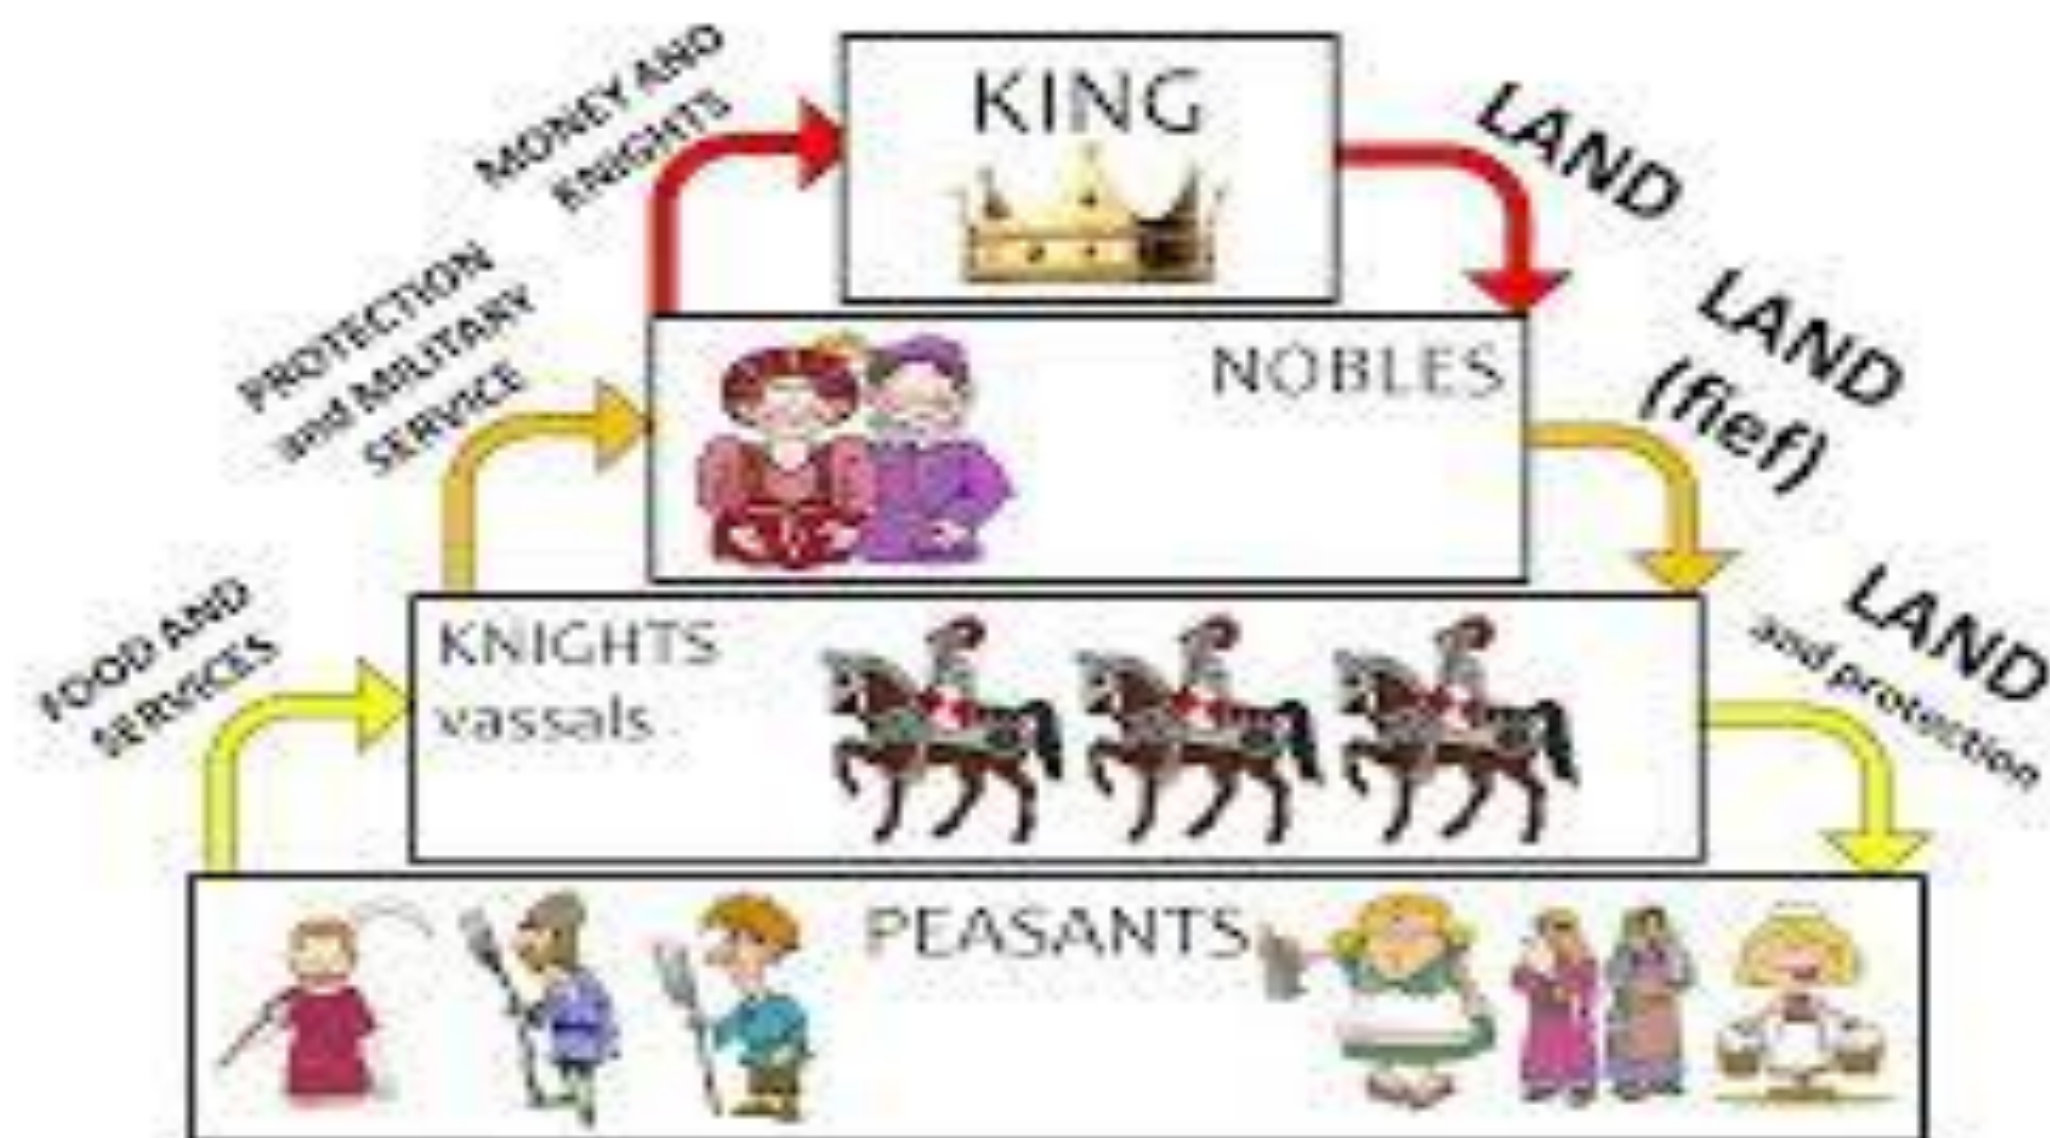 MONEY AND
KNIGHTS
KING
LAND
PROTECTION
and MILITARY
SERVICE
NOBLES
LAND
(fief)
FOOD AND
SERVICES
KNIGHTS
vassals
LAND
and protection
PEASANTS